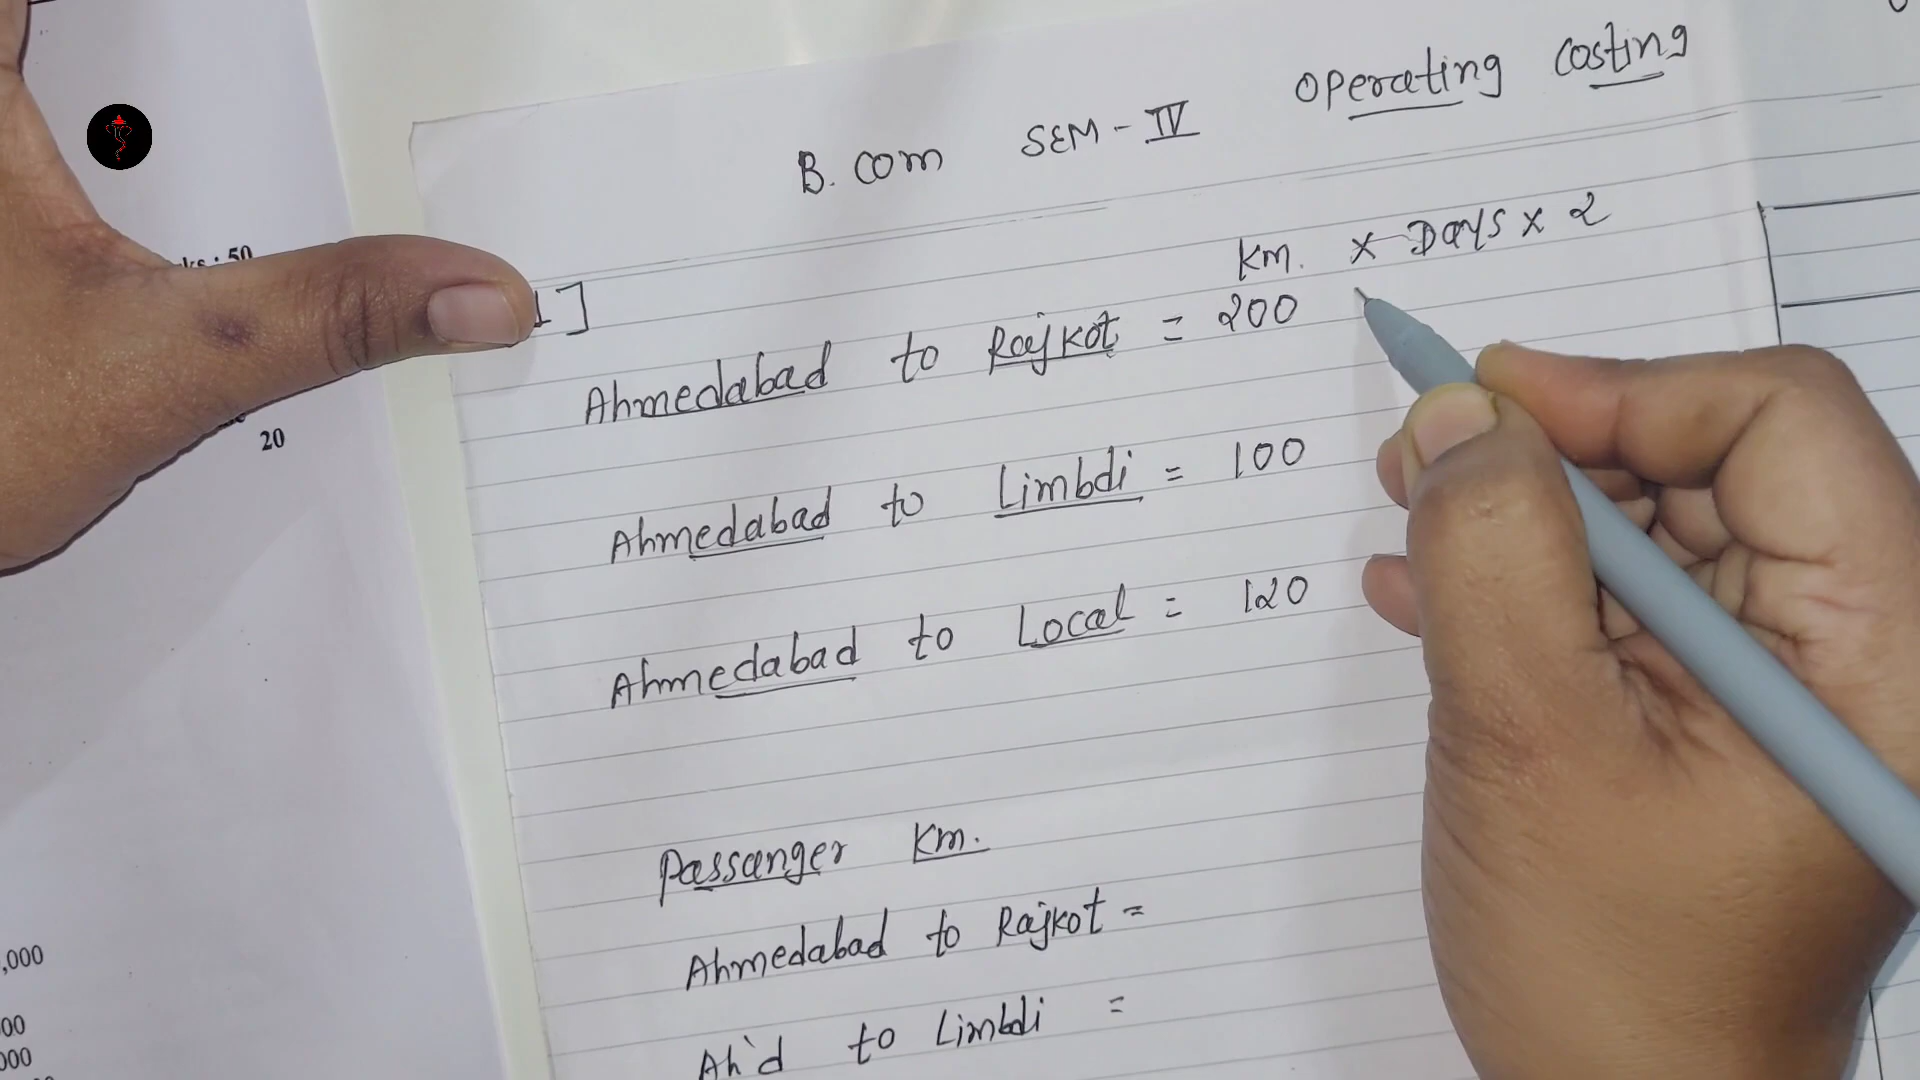 B. COM SEM - IV Operating Costing
1]
Km. x Days x 2
Ahmedabad to Rajkot = 200
Ahmedabad to Limbdi = 100
Ahmedabad to Local = 120
Passanger Km.
Ahmedabad to Rajkot =
Ah'd to Limbdi =
: 50
20
,000
00
000